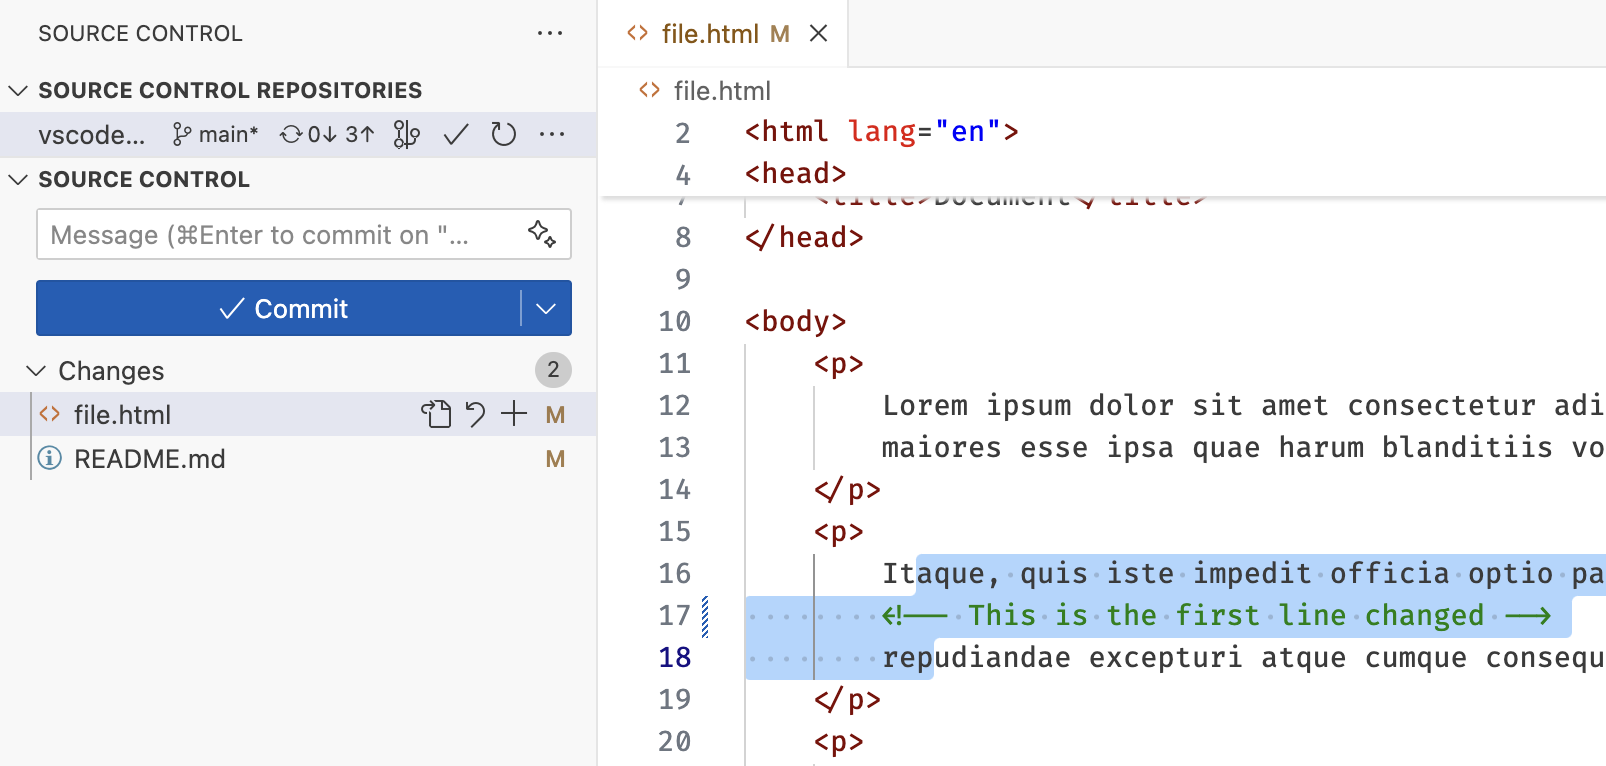 SOURCE CONTROL
SOURCE CONTROL REPOSITORIES
vscode... main* 0↓ 3↑
SOURCE CONTROL
Message (⌘Enter to commit on "...
Commit
Changes 2
file.html M
README.md M
file.html M
file.html
2 <html lang="en">
4 <head>
7 <title>Document</title>
8 </head>
9
10 <body>
11 <p>
12 Lorem ipsum dolor sit amet consectetur adi
13 maiores esse ipsa quae harum blanditiis vo
14 </p>
15 <p>
16 Itaque, quis iste impedit officia optio pa
17 <!-- This is the first line changed -->
18 repudiandae excepturi atque cumque consequ
19 </p>
20 <p>